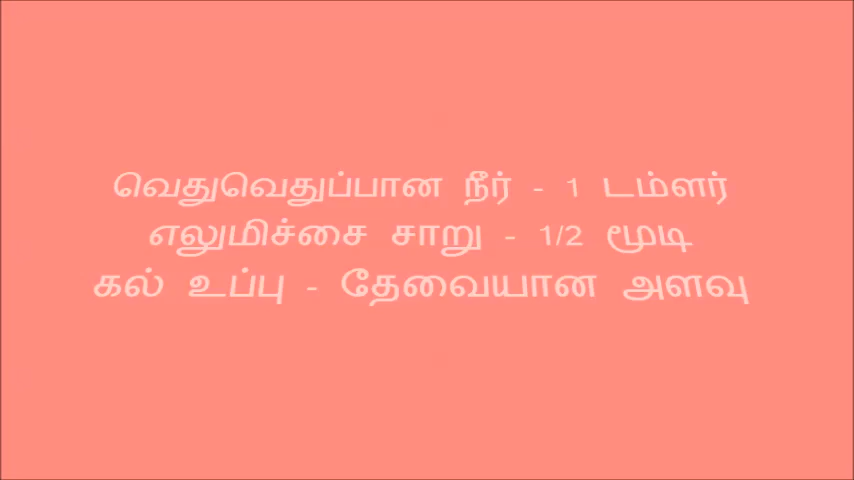 வெதுவெதுப்பான நீர் - 1 டம்ளர்
எலுமிச்சை சாறு - 1/2 மூடி
கல் உப்பு - தேவையான அளவு